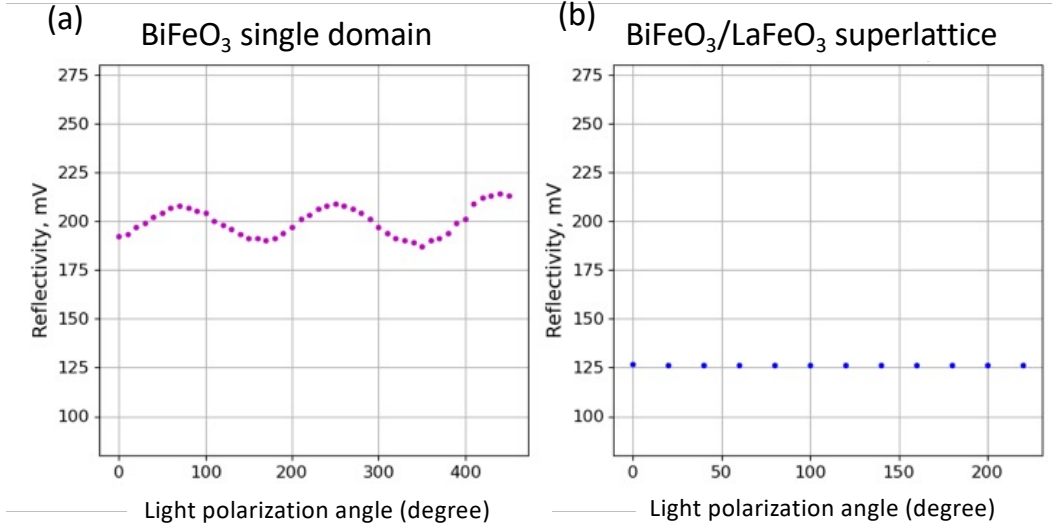 (a)
BiFeO₃ single domain
275
250
225
200
175
150
125
100
Reflectivity, mV
0 100 200 300 400
Light polarization angle (degree)
(b)
BiFeO₃/LaFeO₃ superlattice
275
250
225
200
175
150
125
100
Reflectivity, mV
0 50 100 150 200
Light polarization angle (degree)